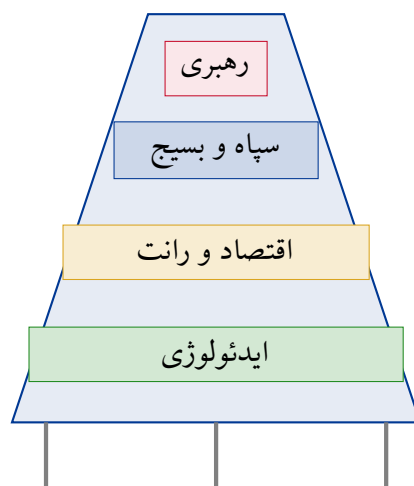 رهبری
سپاه و بسیج
اقتصاد و رانت
ایدئولوژی